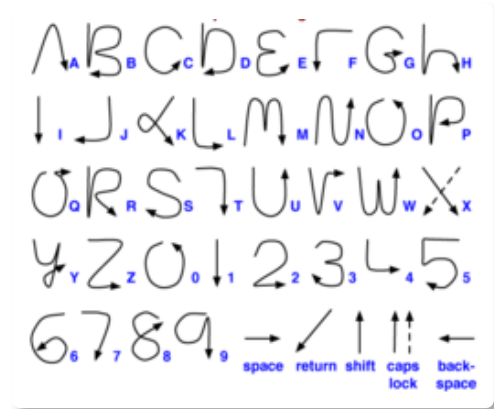 A B C D E F G H
I J K L M N O P
Q R S T U V W X
Y Z 0 1 2 3 4 5
6 7 8 9 space return shift caps lock back-space